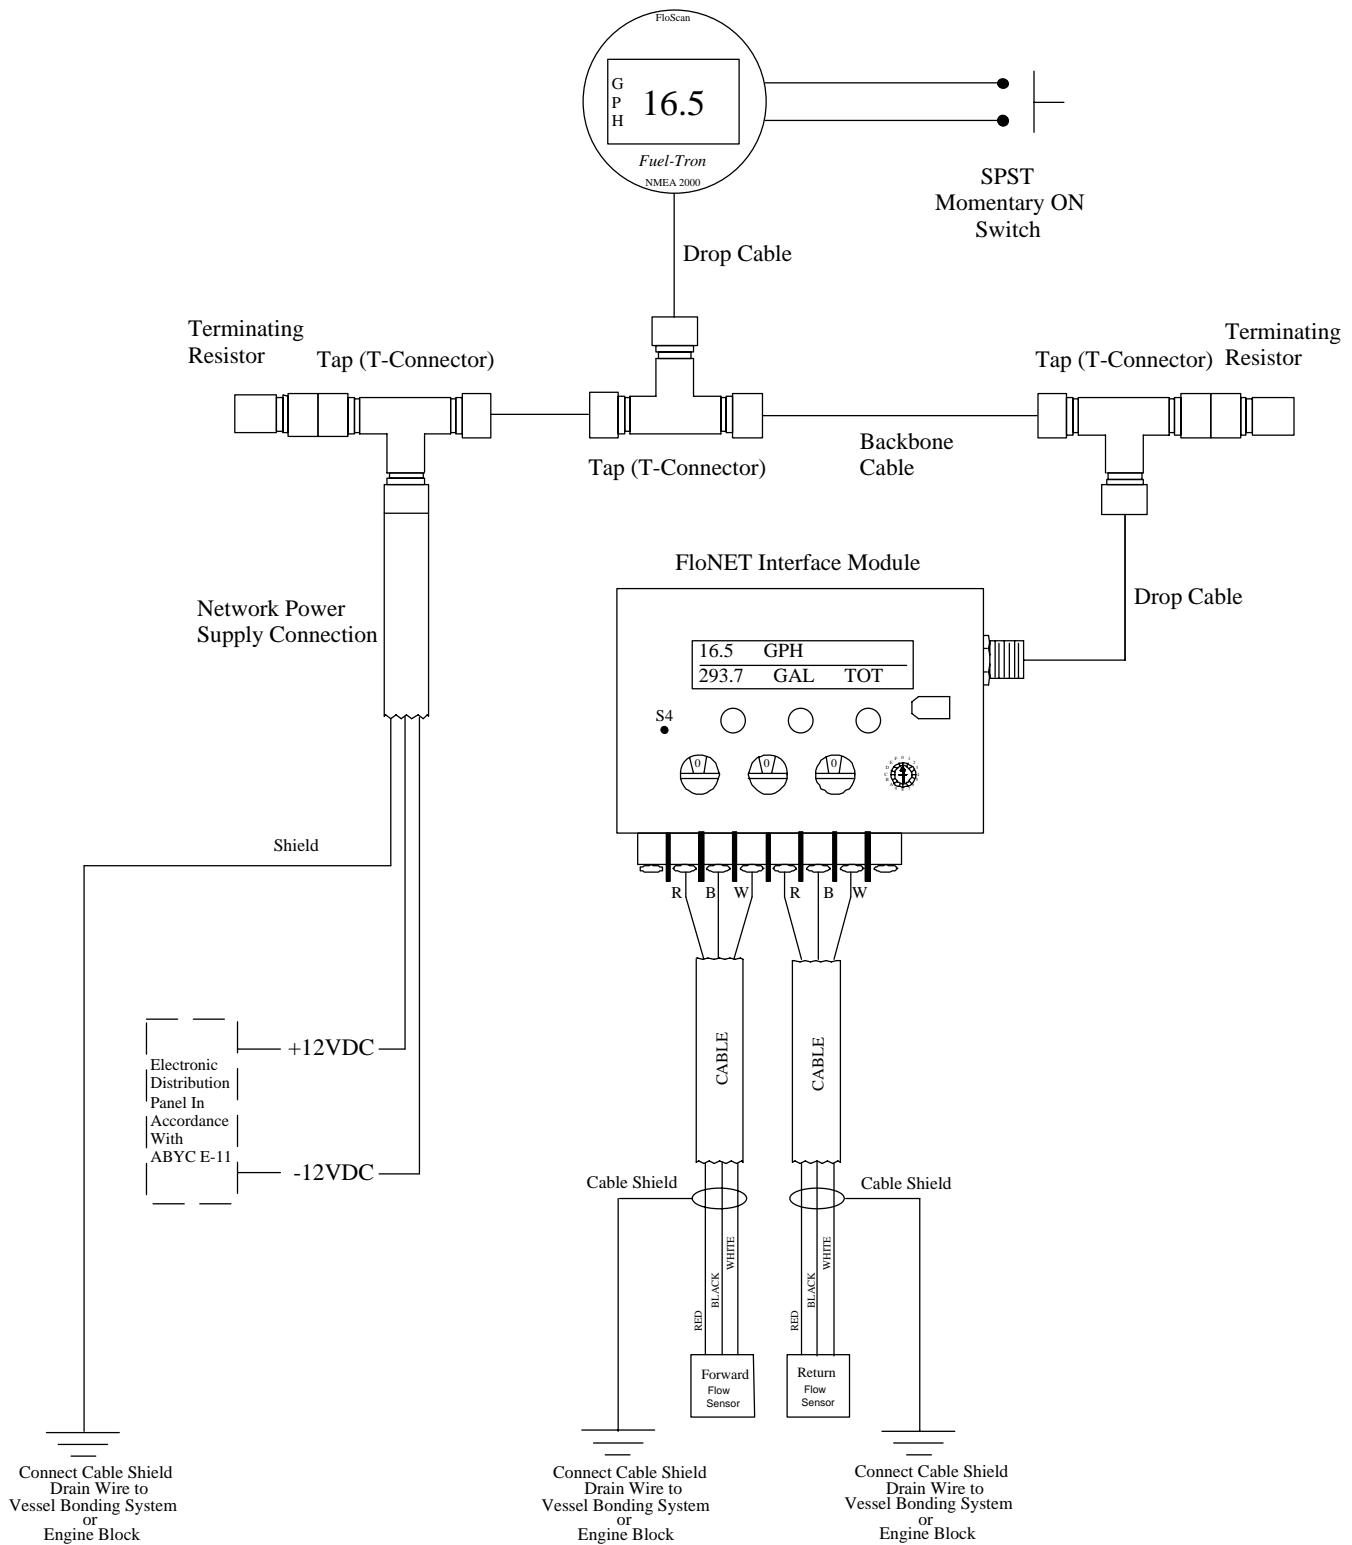 FloScan
G
P
H
16.5
Fuel-Tron
NMEA 2000
SPST
Momentary ON
Switch
Drop Cable
Terminating
Resistor
Tap (T-Connector)
Tap (T-Connector)
Terminating
Resistor
Tap (T-Connector)
Backbone
Cable
FloNET Interface Module
Network Power
Supply Connection
Drop Cable
16.5 GPH
293.7 GAL TOT
S4
0
0
0
Shield
R B W R B W
CABLE
CABLE
+12VDC
Electronic
Distribution
Panel In
Accordance
With
ABYC E-11
-12VDC
Cable Shield
Cable Shield
RED
BLACK
WHITE
RED
BLACK
WHITE
Forward
Flow
Sensor
Return
Flow
Sensor
Connect Cable Shield
Drain Wire to
Vessel Bonding System
or
Engine Block
Connect Cable Shield
Drain Wire to
Vessel Bonding System
or
Engine Block
Connect Cable Shield
Drain Wire to
Vessel Bonding System
or
Engine Block